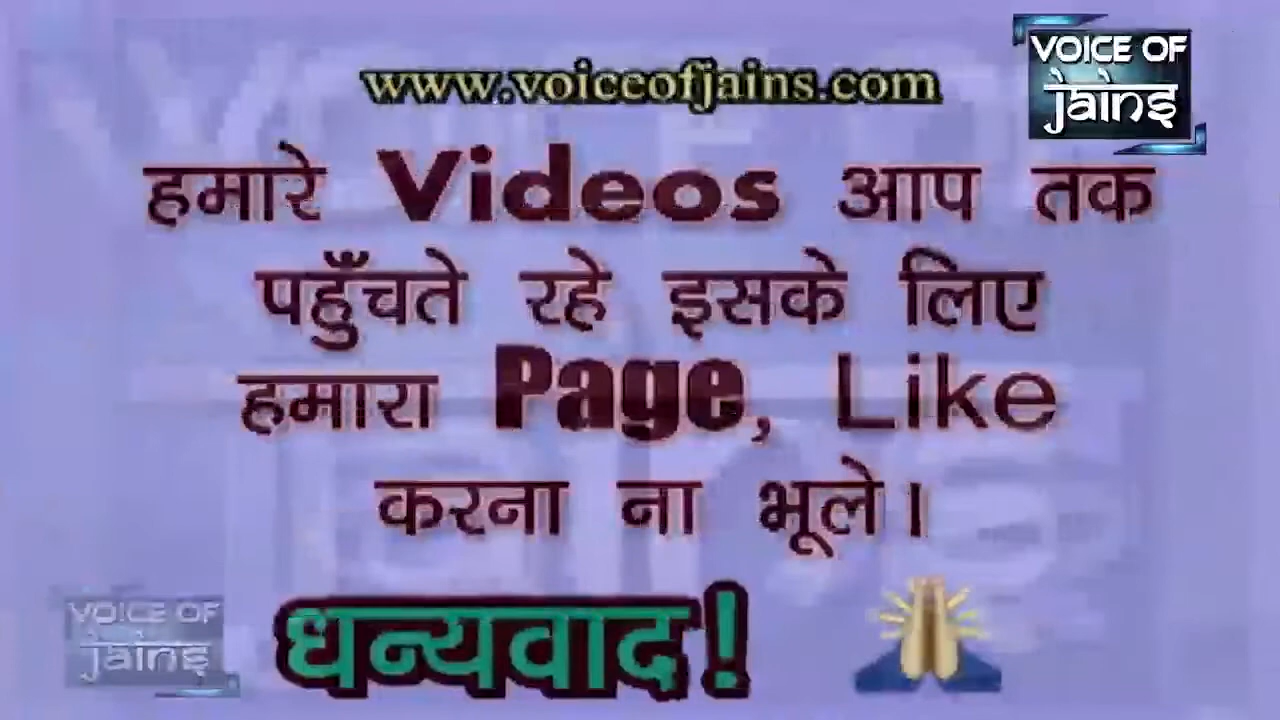 www.voiceofjains.com
VOICE OF
jains
हमारे Videos आप तक
पहुँचते रहे इसके लिए
हमारा Page, Like
करना ना भूले।
VOICE OF
jains
धन्यवाद!